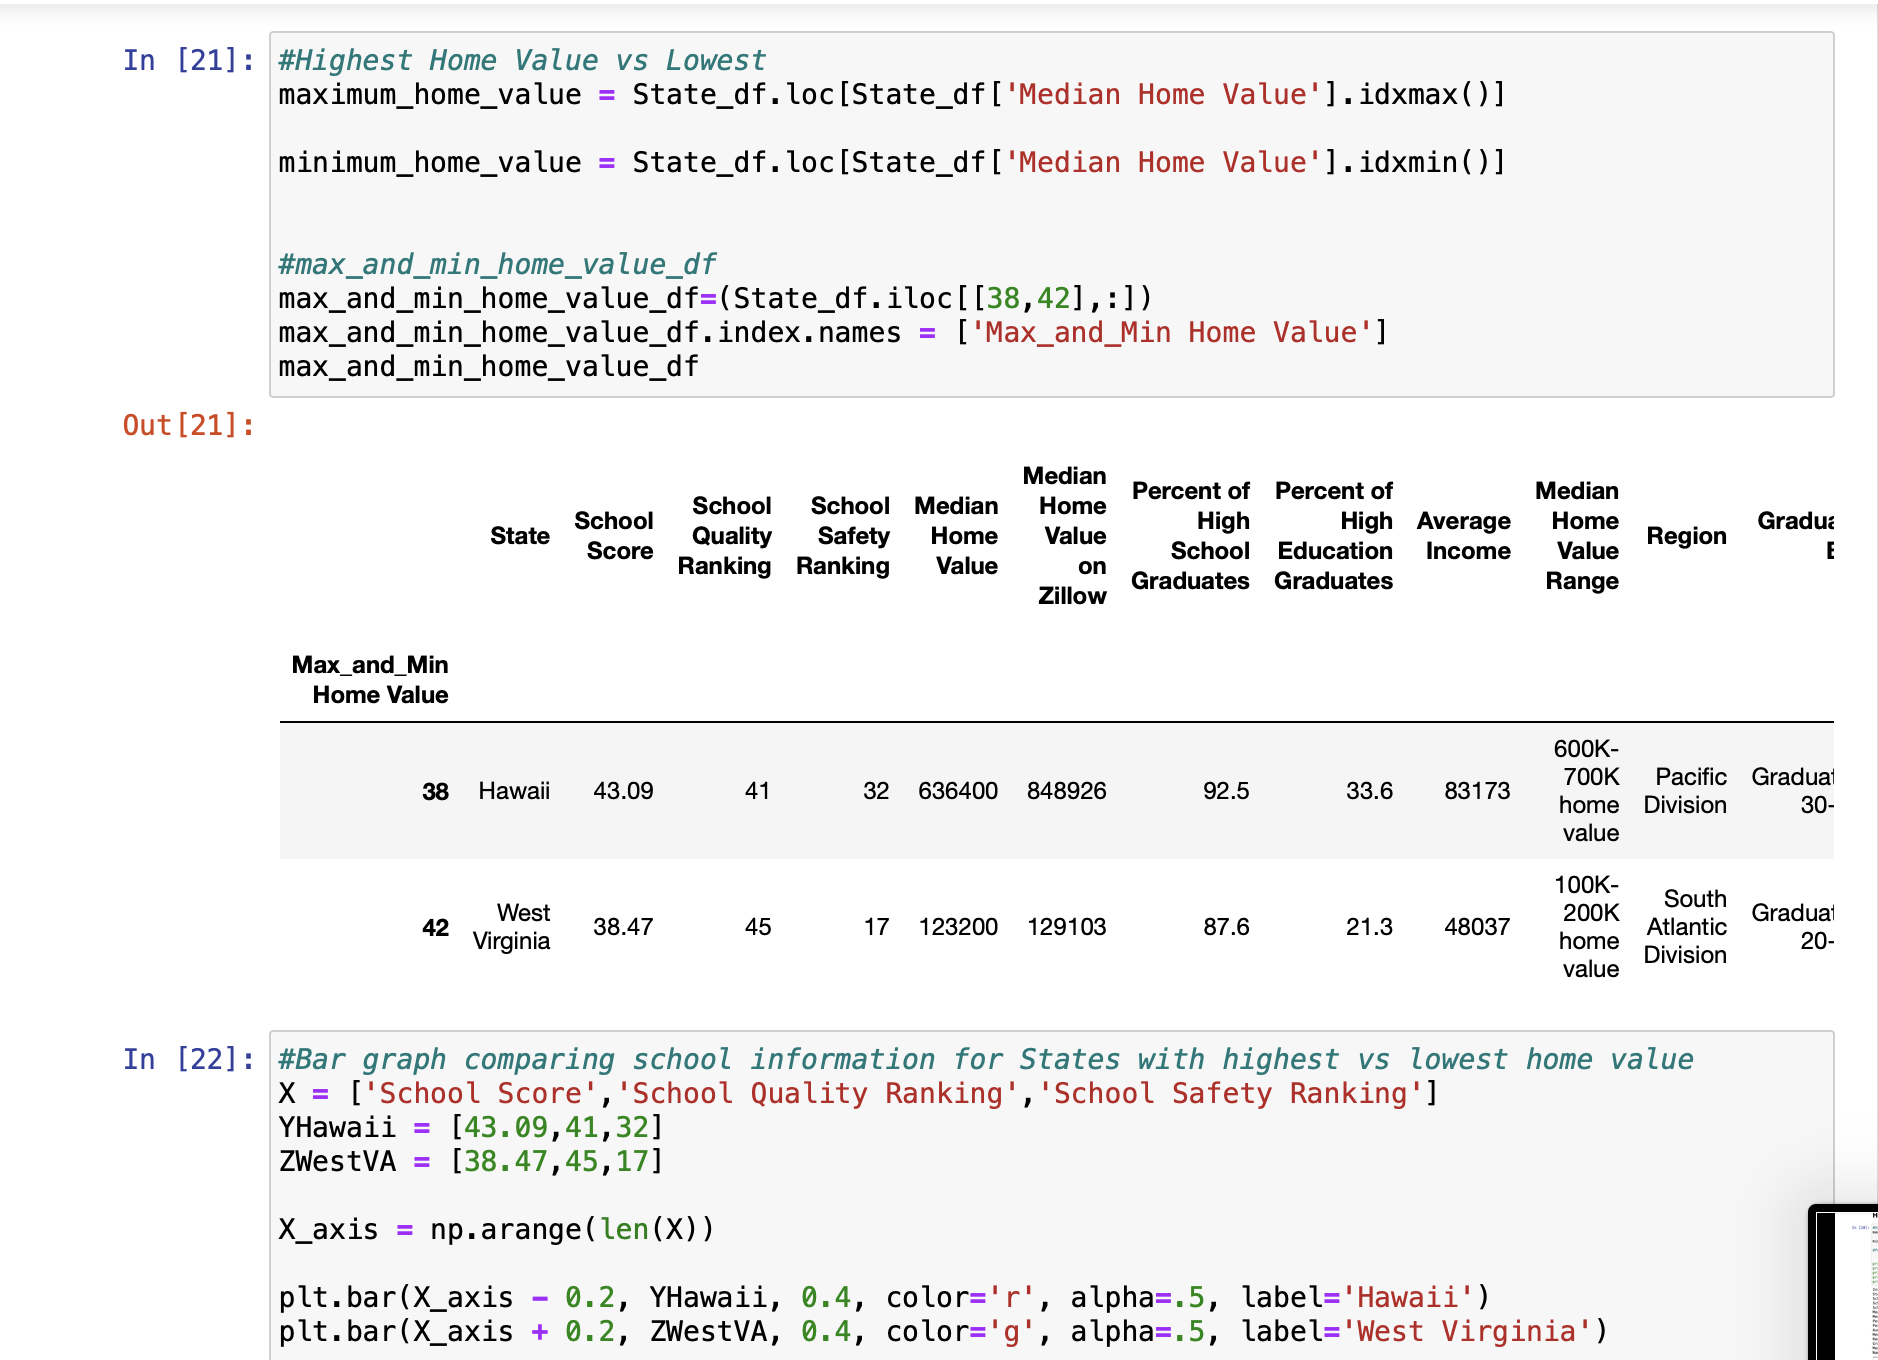 In [21]:
#Highest Home Value vs Lowest
maximum_home_value = State_df.loc[State_df['Median Home Value'].idxmax()]
minimum_home_value = State_df.loc[State_df['Median Home Value'].idxmin()]
#max_and_min_home_value_df
max_and_min_home_value_df=(State_df.iloc[[38,42],:])
max_and_min_home_value_df.index.names = ['Max_and_Min Home Value']
max_and_min_home_value_df
Out[21]:
State
School
Score
School
Quality
Ranking
School
Safety
Ranking
Median
Home
Value
Median
Home
Value
on
Zillow
Percent of
High
School
Graduates
Percent of
High
Education
Graduates
Average
Income
Median
Home
Value
Range
Region
Max_and_Min
Home Value
38 Hawaii 43.09 41 32 636400 848926 92.5 33.6 83173
600K-
700K
home
value
Pacific
Division
30-
42
West
Virginia
38.47 45 17 123200 129103 87.6 21.3 48037
100K-
200K
home
value
South
Atlantic
Division
20-
In [22]:
#Bar graph comparing school information for States with highest vs lowest home value
X = ['School Score','School Quality Ranking','School Safety Ranking']
YHawaii = [43.09,41,32]
ZWestVA = [38.47,45,17]
X_axis = np.arange(len(X))
plt.bar(X_axis - 0.2, YHawaii, 0.4, color='r', alpha=.5, label='Hawaii')
plt.bar(X_axis + 0.2, ZWestVA, 0.4, color='g', alpha=.5, label='West Virginia')